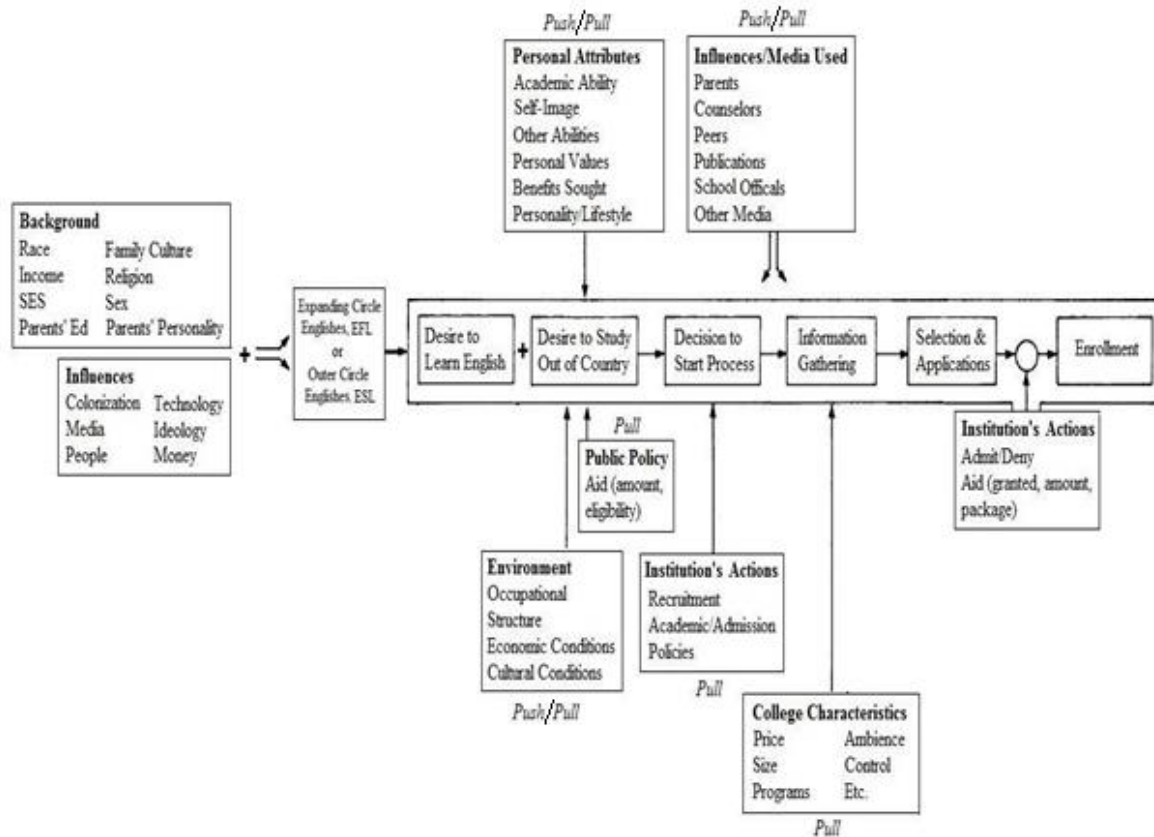 Push/Pull
Personal Attributes
Academic Ability
Self-Image
Other Abilities
Personal Values
Benefits Sought
Personality/Lifestyle
Push/Pull
Influences/Media Used
Parents
Counselors
Peers
Publications
School Officals
Other Media
Background
Race Family Culture
Income Religion
SES Sex
Parents' Ed Parents' Personality
+
Influences
Colonization Technology
Media Ideology
People Money
Expanding Circle
Englishes, EFL
or
Outer Circle
Englishes, ESL
Desire to
Learn English
+
Desire to Study
Out of Country
Decision to
Start Process
Information
Gathering
Selection &
Applications
Enrollment
Pull
Public Policy
Aid (amount,
eligibility)
Environment
Occupational
Structure
Economic Conditions
Cultural Conditions
Push/Pull
Institution's Actions
Recruitment
Academic/Admission
Policies
Pull
College Characteristics
Price Ambience
Size Control
Programs Etc.
Pull
Institution's Actions
Admit/Deny
Aid (granted, amount,
package)